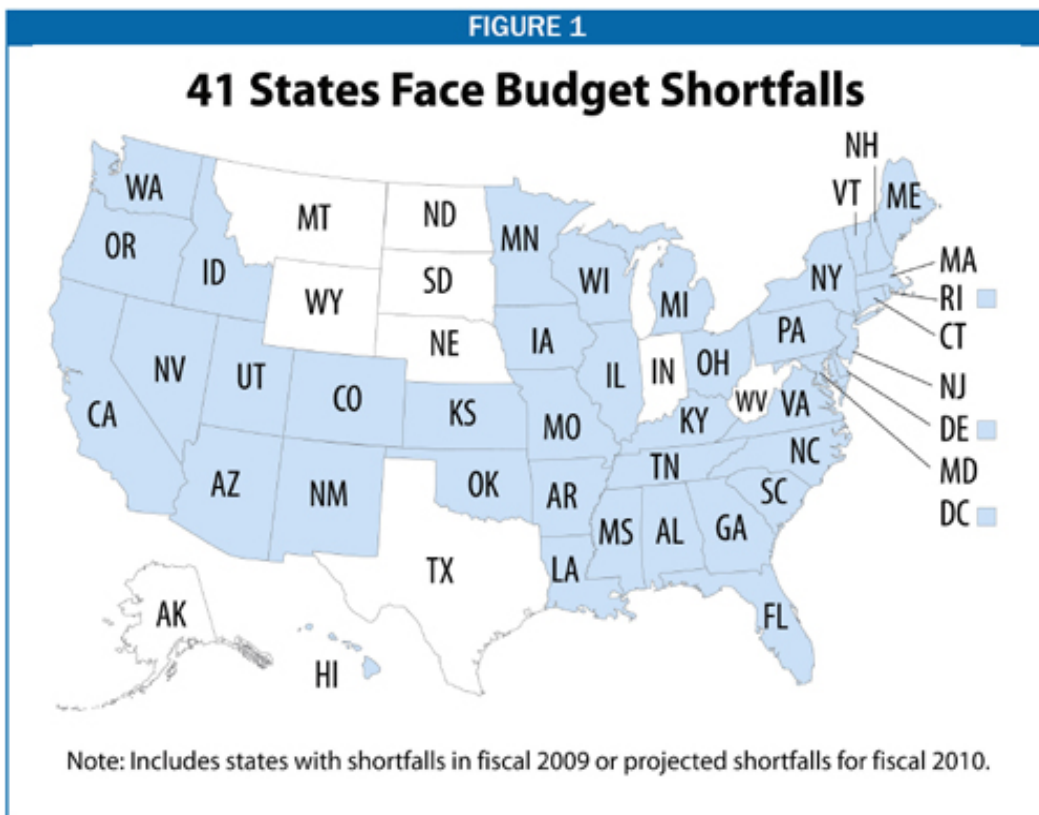 FIGURE 1
41 States Face Budget Shortfalls
NH
VT
ME
WA
MT
ND
MN
OR
ID
SD
WI
NY
MA
WY
MI
RI
CT
NE
IA
PA
NV
UT
CO
IL
IN
OH
NJ
CA
KS
MO
KY
WV
VA
DE
AZ
NM
OK
AR
TN
NC
MD
SC
DC
MS
AL
GA
TX
LA
AK
FL
HI
Note: Includes states with shortfalls in fiscal 2009 or projected shortfalls for fiscal 2010.